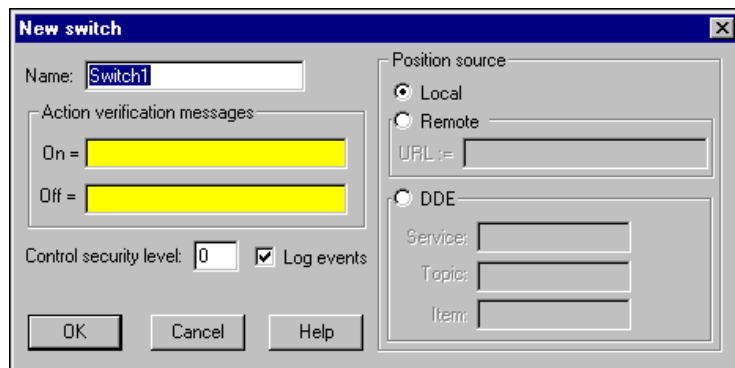 New switch
Name: Switch1
Action verification messages
On =
Off =
Control security level: 0
Log events
OK
Cancel
Help
Position source
Local
Remote
URL :=
DDE
Service:
Topic:
Item: